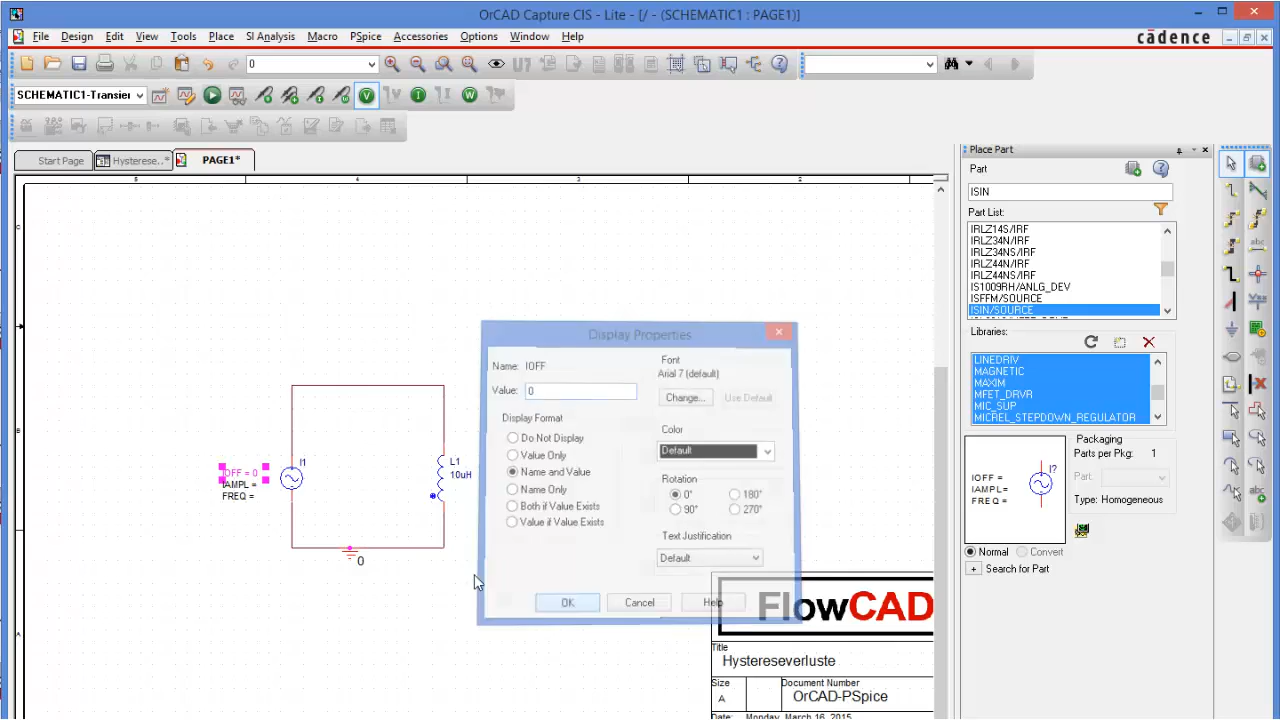 OrCAD Capture CIS - Lite - [/ - (SCHEMATIC1 : PAGE1)]
File Design Edit View Tools Place SI Analysis Macro PSpice Accessories Options Window Help
cādence
0
SCHEMATIC1-Transien
V
I
W
Start Page
Hysterese..*
PAGE1*
5 4 3 2
C
B
A
IOFF = 0
IAMPL =
FREQ =
I1
L1
10uH
0
Display Properties
Name: IOFF
Value: 0
Display Format
Do Not Display
Value Only
Name and Value
Name Only
Both if Value Exists
Value if Value Exists
Font
Arial 7 (default)
Change...
Use Default
Color
Default
Rotation
0° 180°
90° 270°
Text Justification
Default
OK
Cancel
Help
FlowCAD
Title
Hystereseverluste
Size
A
Document Number
OrCAD-PSpice
Date: Monday, March 16, 2015
Place Part
Part
ISIN
Part List:
IRLZ14S/IRF
IRLZ34N/IRF
IRLZ34NS/IRF
IRLZ44N/IRF
IRLZ44NS/IRF
IS1009RH/ANLG_DEV
ISFFM/SOURCE
ISIN/SOURCE
Libraries:
LINEDRIV
MAGNETIC
MAXIM
MFET_DRVR
MIC_SUP
MICREL_STEPDOWN_REGULATOR
IOFF =
IAMPL=
FREQ =
I?
Packaging
Parts per Pkg: 1
Part:
Type: Homogeneous
Normal
Convert
Search for Part